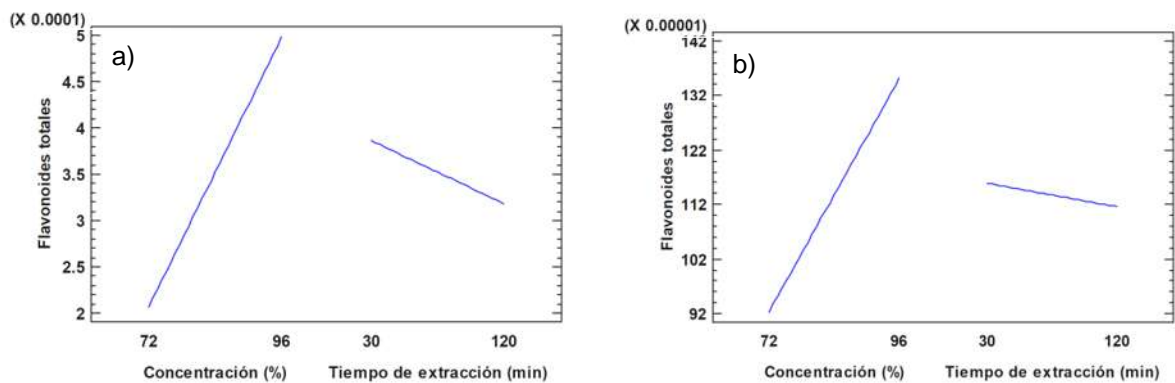 (X 0.0001)
a)
5
4.5
4
3.5
3
2.5
2
Flavonoides totales
72 96 30 120
Concentración (%) Tiempo de extracción (min)
(X 0.00001)
b)
142
132
122
112
102
92
Flavonoides totales
72 96 30 120
Concentración (%) Tiempo de extracción (min)